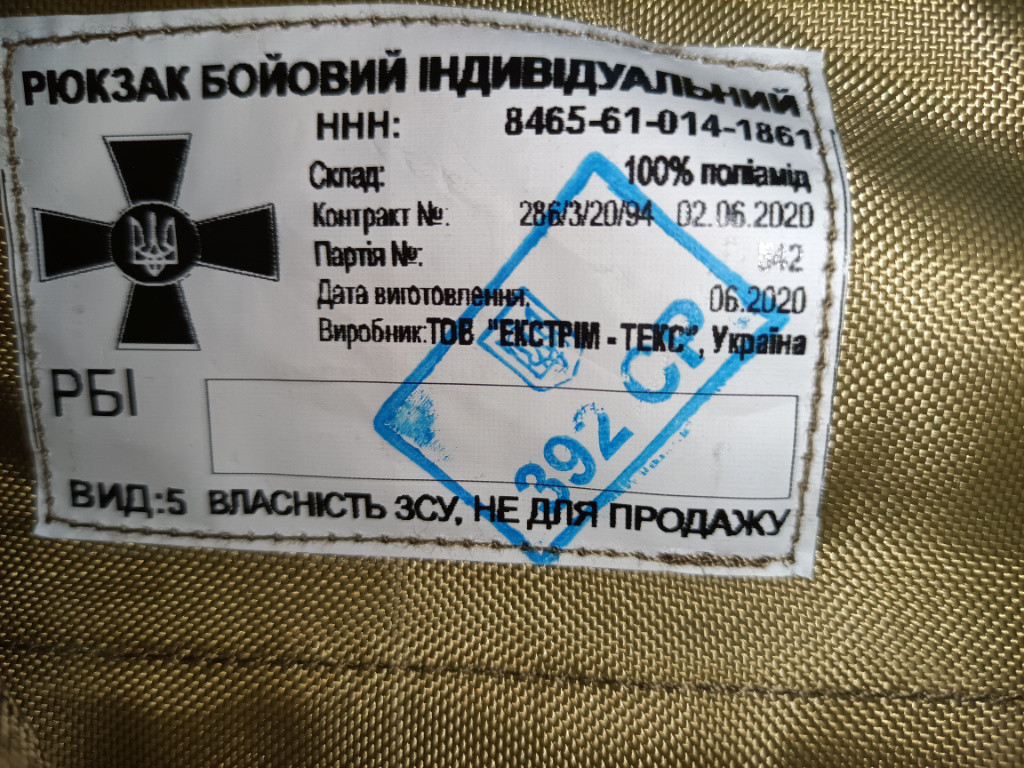 РЮКЗАК БОЙОВИЙ ІНДИВІДУАЛЬНИЙ
ННН: 8465-61-014-1861
Склад: 100% поліамід
Контракт №: 286/3/20/94 02.06.2020
Партія №: 342
Дата виготовлення: 06.2020
Виробник: ТОВ "ЕКСТРІМ - ТЕКС", Україна
РБІ
392 СР
ВИД:5 ВЛАСНІСТЬ ЗСУ, НЕ ДЛЯ ПРОДАЖУ